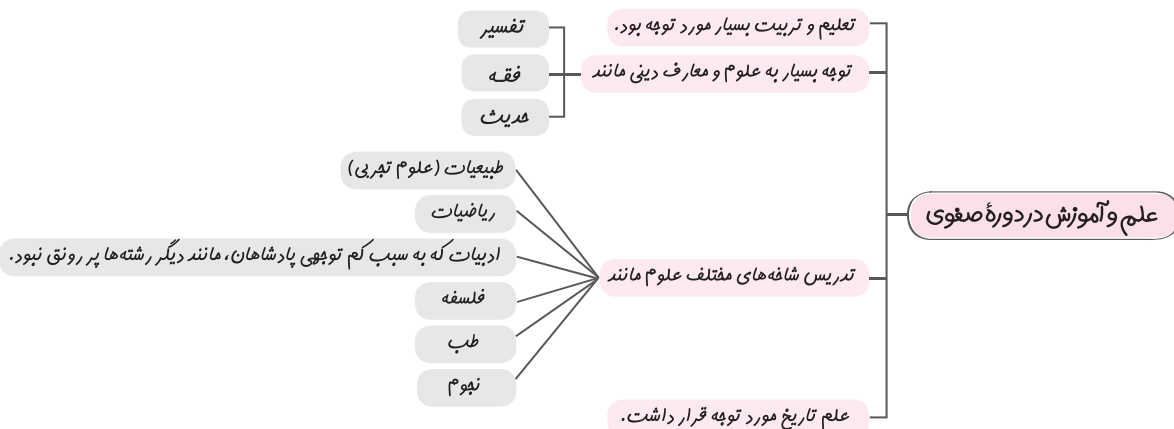 علم و آموزش در دورهٔ صفوی
تعلیم و تربیت بسیار مورد توجه بود.
توجه بسیار به علوم و معارف دینی مانند
تفسیر
فقه
حدیث
تدریس شاخه‌های مختلف علوم مانند
طبیعیات (علوم تجربی)
ریاضیات
ادبیات که به سبب کم توجهی پادشاهان، مانند دیگر رشته‌ها پر رونق نبود.
فلسفه
طب
نجوم
علم تاریخ مورد توجه قرار داشت.